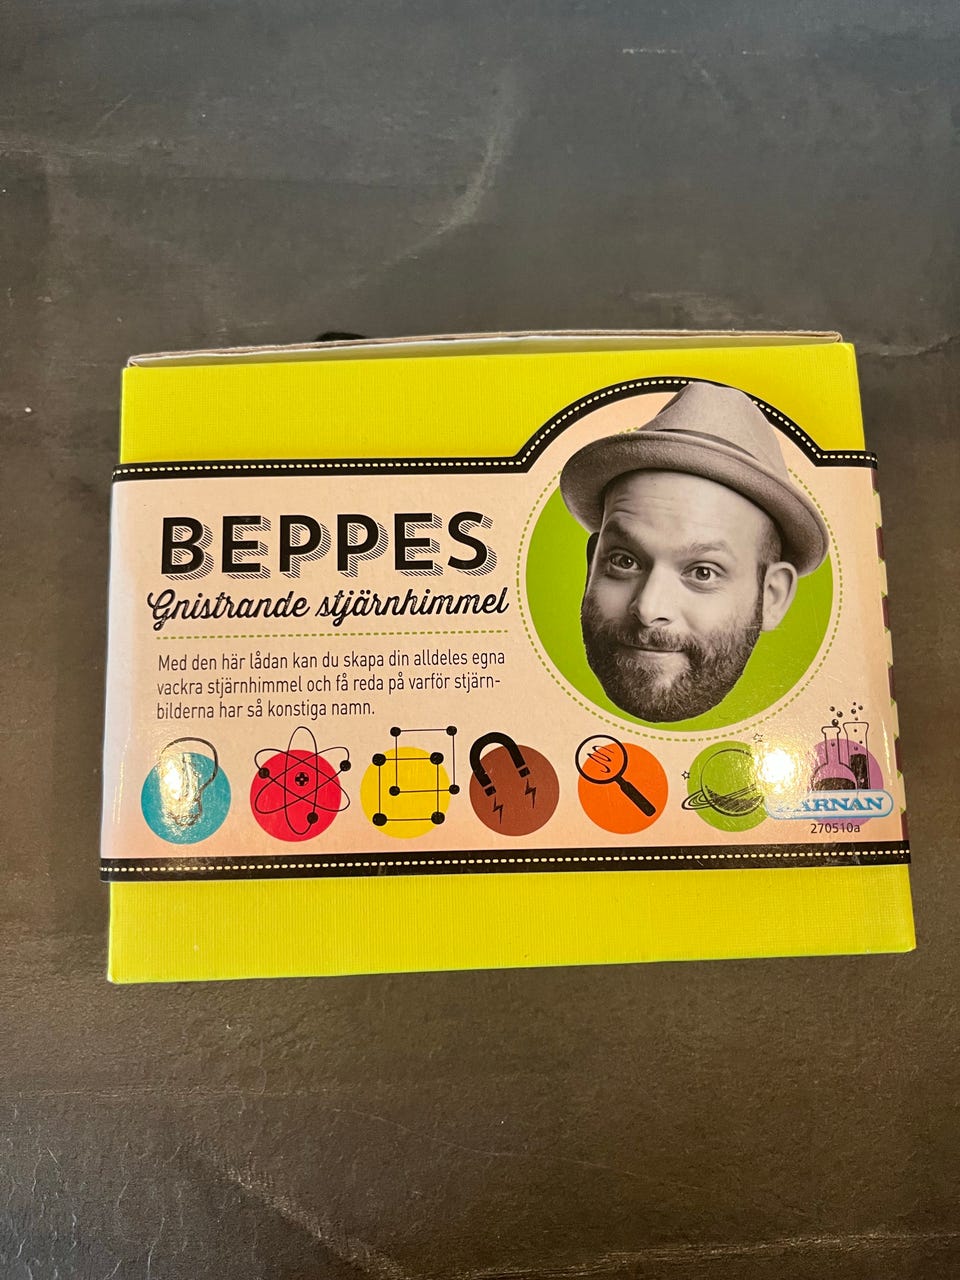 BEPPES
Gnistrande stjärnhimmel
Med den här lådan kan du skapa din alldeles egna
vackra stjärnhimmel och få reda på varför stjärn-
bilderna har så konstiga namn.
270510a